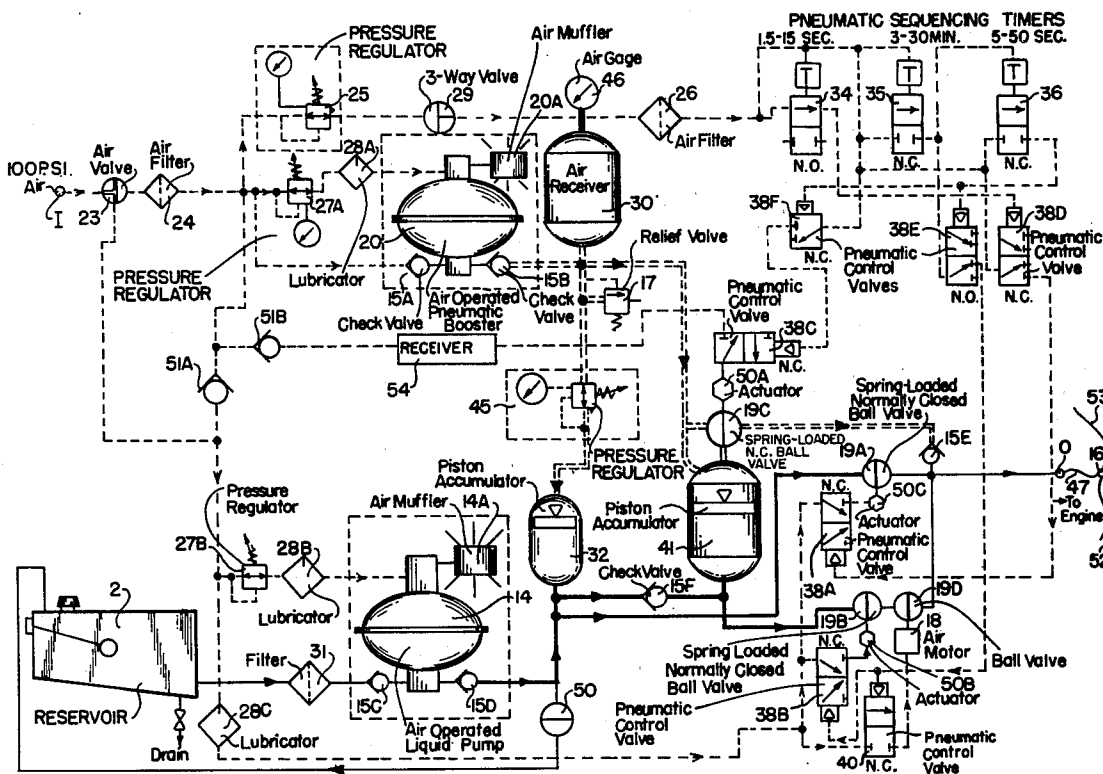 PNEUMATIC SEQUENCING TIMERS
1.5-15 SEC.
3-30MIN.
5-50 SEC.
PRESSURE
REGULATOR
25
3-Way Valve
29
Air Muffler
20A
Air Gage
46
26
Air Filter
34
N.O.
35
N.C.
36
N.C.
100PSI.
Air
I
Air
Valve
23
Air
Filter
24
27A
28A
Lubricator
PRESSURE
REGULATOR
20
Air Operated
Pneumatic
Booster
15A
Check Valve
15B
Check
Valve
Air
Receiver
30
Relief Valve
17
38F
N.C.
Pneumatic
Control
Valves
38E
N.O.
38D
Pneumatic
Control
Valve
N.C.
51B
51A
RECEIVER
54
45
PRESSURE
REGULATOR
Pneumatic
Control
Valve
38C
N.C.
50A
Actuator
19C
SPRING-LOADED
N.C. BALL
VALVE
Spring-Loaded
Normally Closed
Ball Valve
19A
15E
53
16
O
47
To
Engine
52
N.C.
50C
Actuator
Pneumatic
Control
Valve
38A
Pressure
Regulator
27B
28B
Lubricator
Air Muffler
14A
14
Air Operated
Liquid Pump
Piston
Accumulator
32
Piston
Accumulator
41
Check Valve
15F
19B
19D
18
Air
Motor
Ball Valve
50B
Actuator
Spring Loaded
Normally Closed
Ball Valve
N.C.
Pneumatic
Control
Valve
38B
40
N.C.
Pneumatic
Control
Valve
2
RESERVOIR
Drain
Filter
31
15C
15D
28C
Lubricator
50